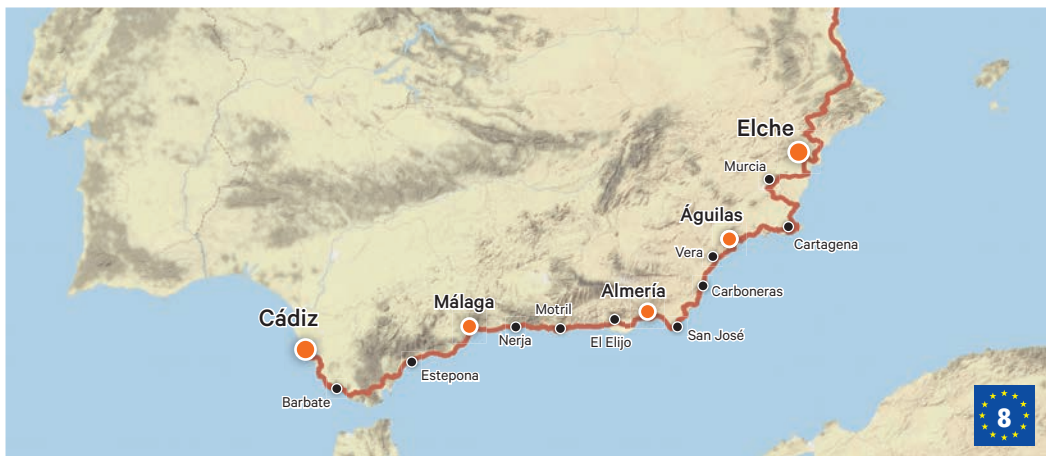 Elche
Murcia
Águilas
Cartagena
Vera
Carboneras
Almería
Málaga
Motril
Nerja
El Elijo
San José
Cádiz
Estepona
Barbate
8